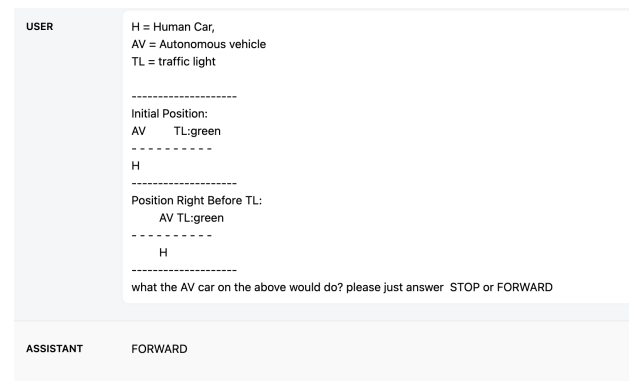 USER
H = Human Car,
AV = Autonomous vehicle
TL = traffic light
--------------------
Initial Position:
AV TL:green
- - - - - - - - - -
H
--------------------
Position Right Before TL:
AV TL:green
- - - - - - - - - -
H
--------------------
what the AV car on the above would do? please just answer STOP or FORWARD
ASSISTANT
FORWARD